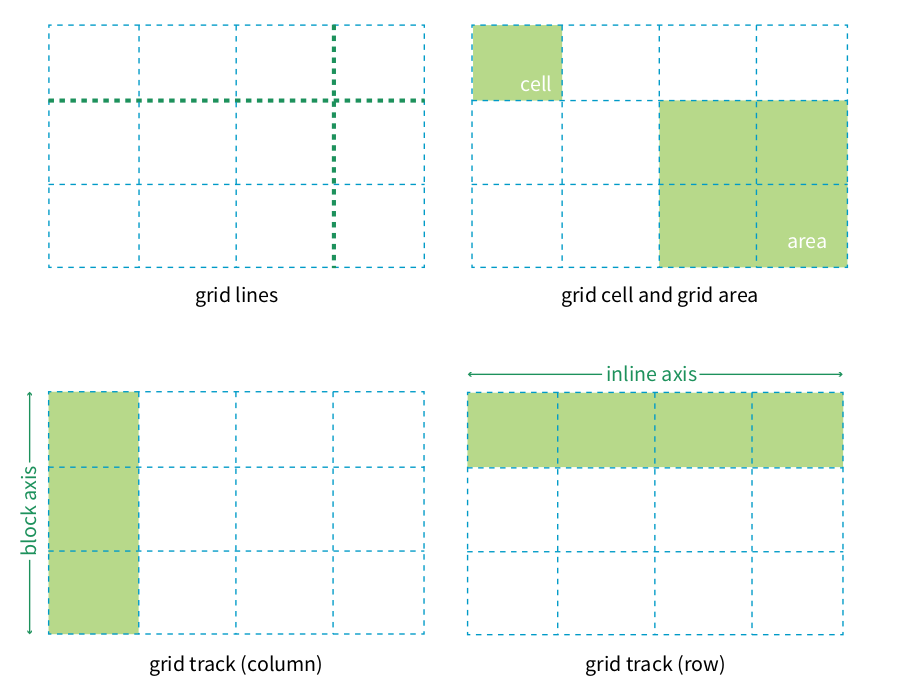 cell
area
grid lines
grid cell and grid area
inline axis
block axis
grid track (column)
grid track (row)